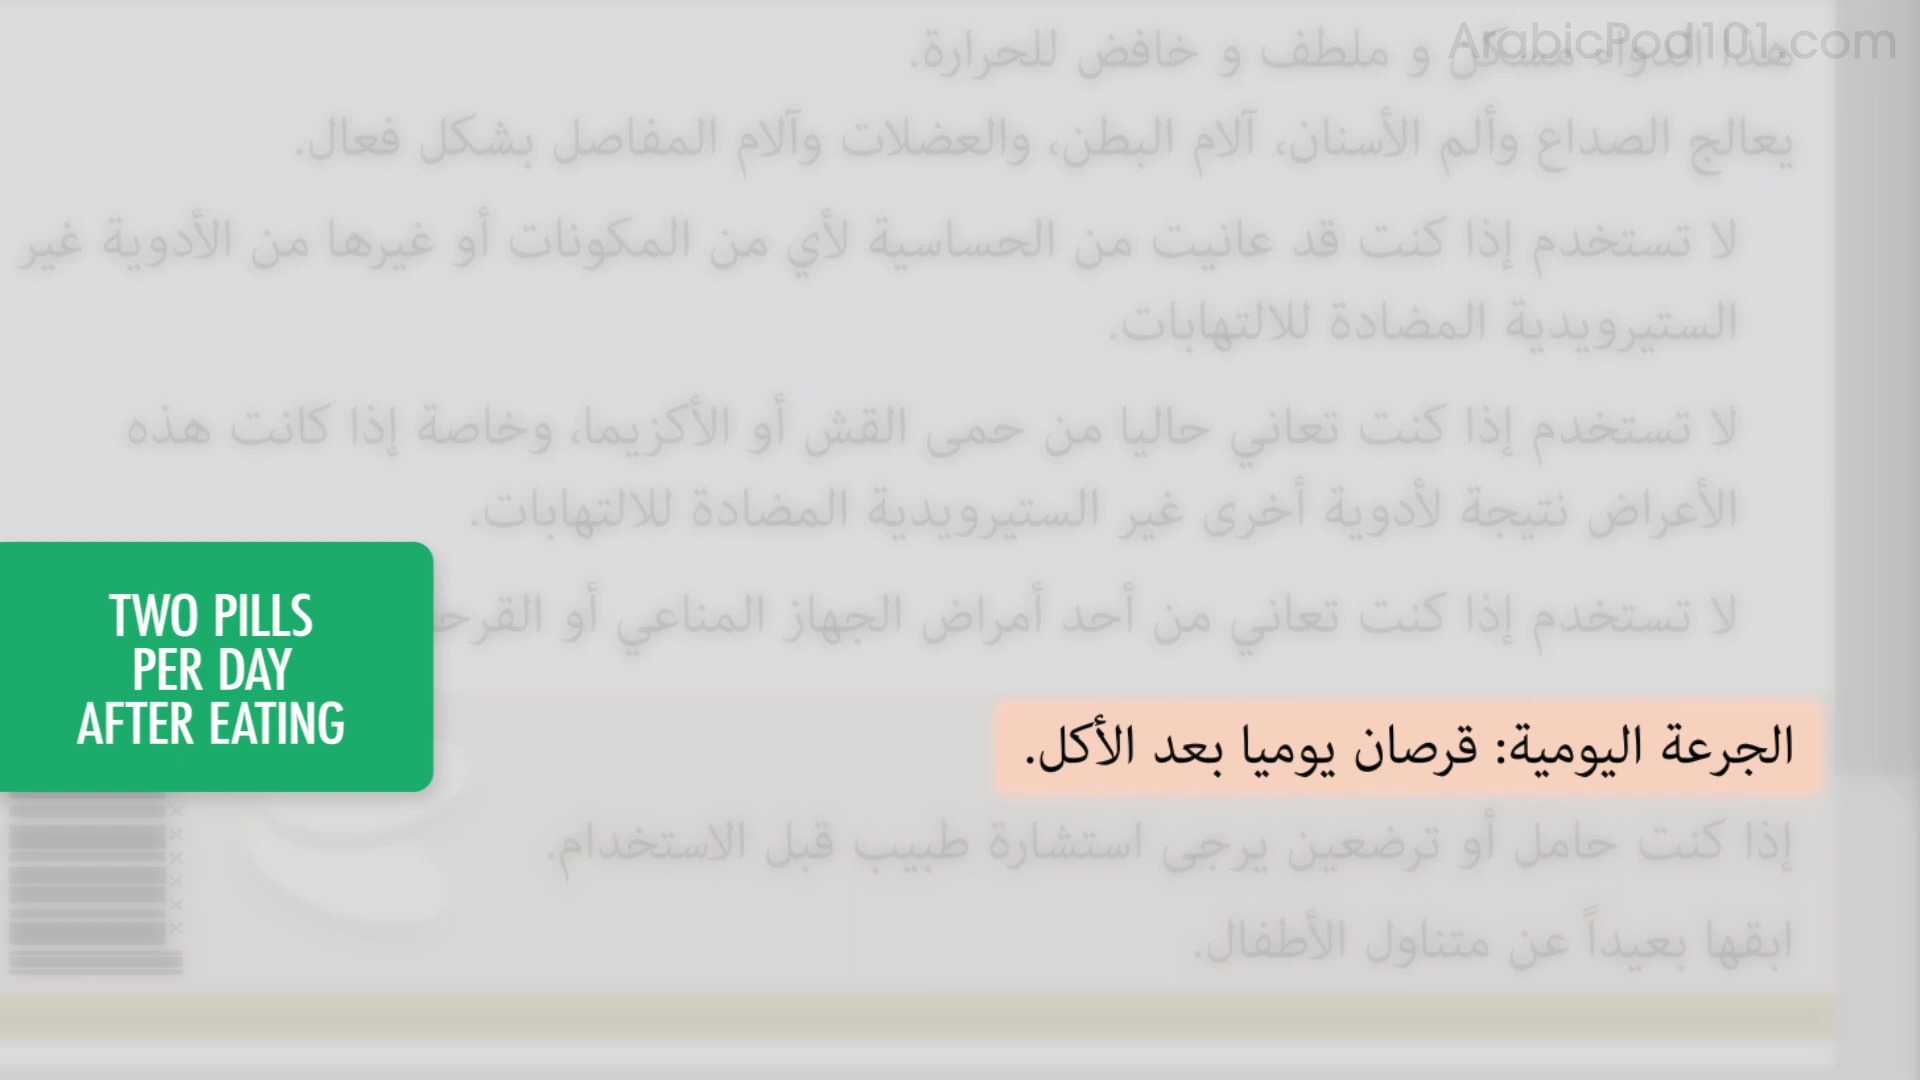 ArabicPod101.com
هذا الدواء مسكن و ملطف و خافض للحرارة.
يعالج الصداع وألم الأسنان، آلام البطن، والعضلات وآلام المفاصل بشكل فعال.
لا تستخدم إذا كنت قد عانيت من الحساسية لأي من المكونات أو غيرها من الأدوية غير
الستيرويدية المضادة للالتهابات.
لا تستخدم إذا كنت تعاني حاليا من حمى القش أو الأكزيما، وخاصة إذا كانت هذه
الأعراض نتيجة لأدوية أخرى غير الستيرويدية المضادة للالتهابات.
لا تستخدم إذا كنت تعاني من أحد أمراض الجهاز المناعي أو
TWO PILLS
PER DAY
AFTER EATING
الجرعة اليومية: قرصان يوميا بعد الأكل.
إذا كنت حامل أو ترضعين يرجى استشارة طبيب قبل الاستخدام.
ابقها بعيداً عن متناول الأطفال.